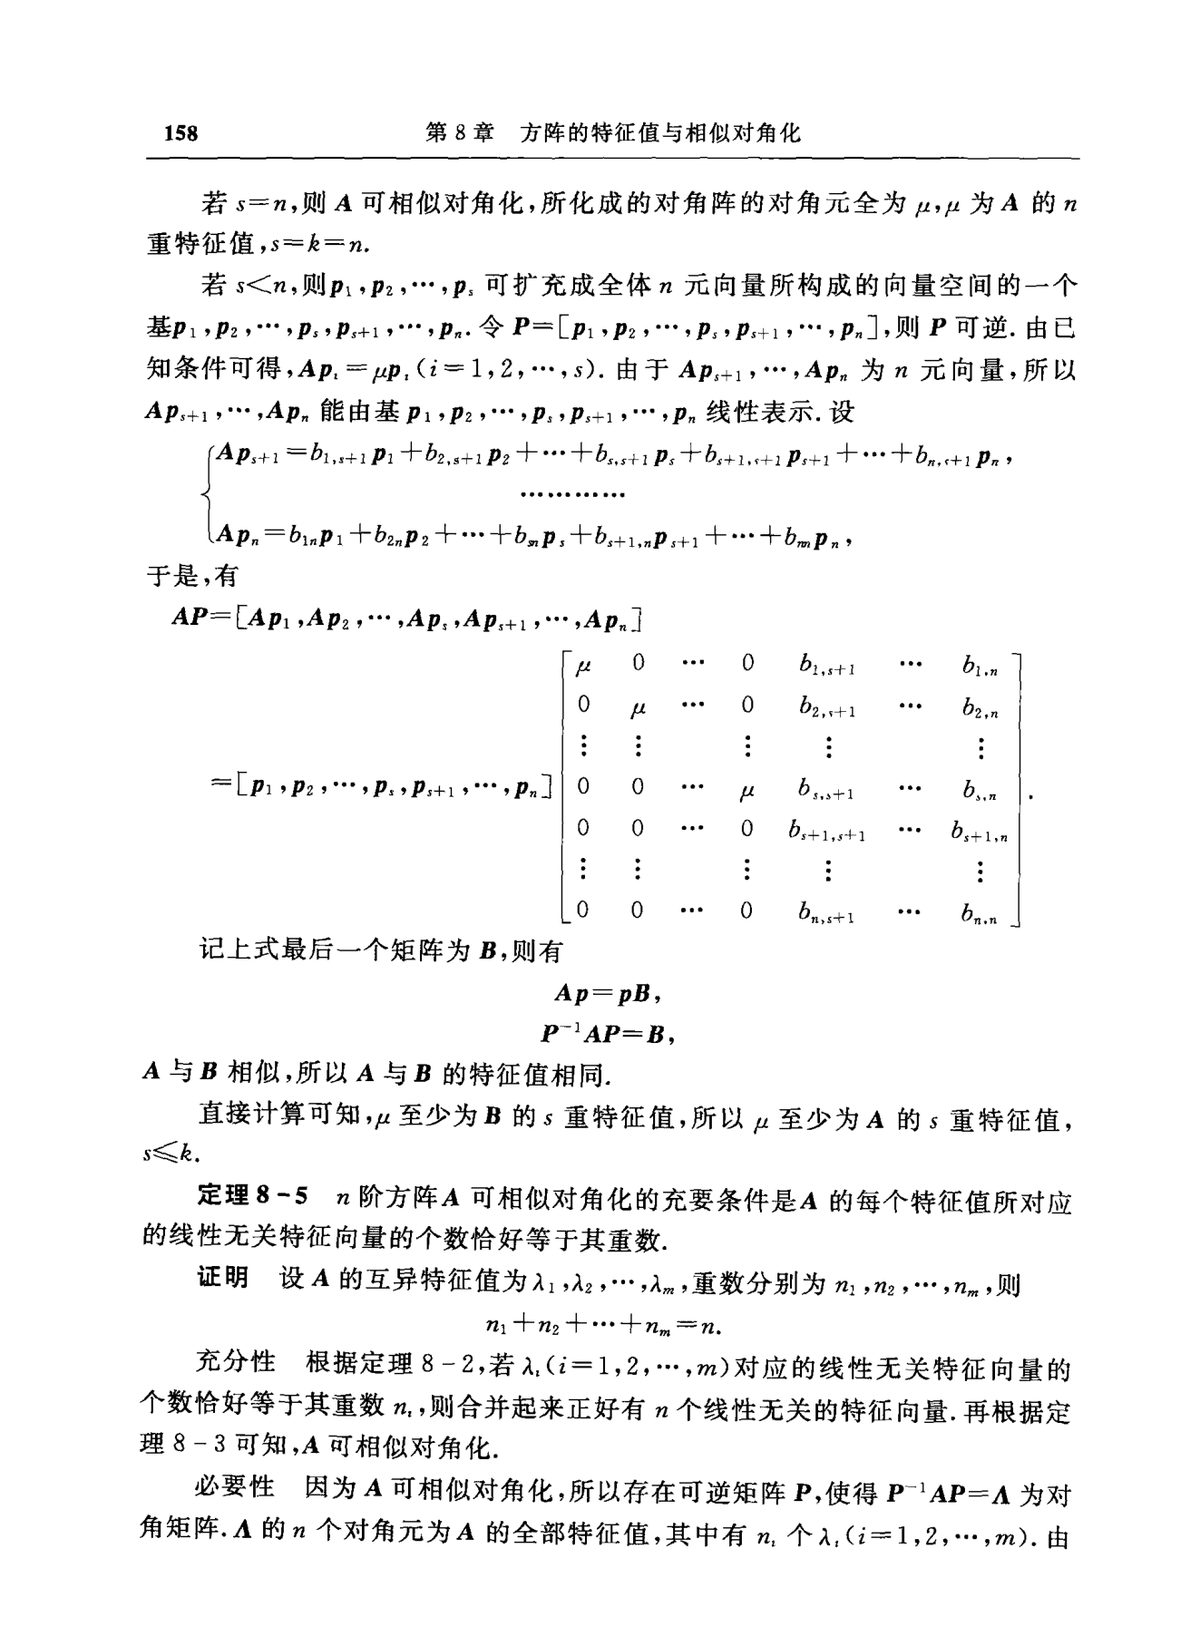 158 第 8 章 方阵的特征值与相似对角化
若 s=n,则 A 可相似对角化,所化成的对角阵的对角元全为 μ,μ 为 A 的 n
重特征值,s=k=n.
若 s<n,则p₁,p₂,⋯,pₛ 可扩充成全体 n 元向量所构成的向量空间的一个
基p₁,p₂,⋯,pₛ,pₛ₊₁,⋯,pₙ.令 P=[p₁,p₂,⋯,pₛ,pₛ₊₁,⋯,pₙ],则 P 可逆.由已
知条件可得,Apᵢ=μpᵢ(i=1,2,⋯,s).由于 Apₛ₊₁,⋯,Apₙ 为 n 元向量,所以
Apₛ₊₁,⋯,Apₙ 能由基 p₁,p₂,⋯,pₛ,pₛ₊₁,⋯,pₙ 线性表示.设
Apₛ₊₁=b₁,ₛ₊₁p₁+b₂,ₛ₊₁p₂+⋯+bₛ,ₛ₊₁pₛ+bₛ₊₁,ₛ₊₁pₛ₊₁+⋯+bₙ,ₛ₊₁pₙ,
⋯⋯⋯⋯
Apₙ=b₁ₙp₁+b₂ₙp₂+⋯+bₛₙpₛ+bₛ₊₁,ₙpₛ₊₁+⋯+bₙₙpₙ,
于是,有
AP=[Ap₁,Ap₂,⋯,Apₛ,Apₛ₊₁,⋯,Apₙ]
=[p₁,p₂,⋯,pₛ,pₛ₊₁,⋯,pₙ]
μ 0 ⋯ 0 b₁,ₛ₊₁ ⋯ b₁,ₙ
0 μ ⋯ 0 b₂,ₛ₊₁ ⋯ b₂,ₙ
⋮ ⋮ ⋮ ⋮ ⋮
0 0 ⋯ μ bₛ,ₛ₊₁ ⋯ bₛ,ₙ
0 0 ⋯ 0 bₛ₊₁,ₛ₊₁ ⋯ bₛ₊₁,ₙ
⋮ ⋮ ⋮ ⋮ ⋮
0 0 ⋯ 0 bₙ,ₛ₊₁ ⋯ bₙ,ₙ
.
记上式最后一个矩阵为 B,则有
Ap=pB,
P⁻¹AP=B,
A 与 B 相似,所以 A 与 B 的特征值相同.
直接计算可知,μ 至少为 B 的 s 重特征值,所以 μ 至少为 A 的 s 重特征值,
s≤k.
定理 8-5 n 阶方阵 A 可相似对角化的充要条件是 A 的每个特征值所对应
的线性无关特征向量的个数恰好等于其重数.
证明 设 A 的互异特征值为 λ₁,λ₂,⋯,λₘ,重数分别为 n₁,n₂,⋯,nₘ,则
n₁+n₂+⋯+nₘ=n.
充分性 根据定理 8-2,若 λᵢ(i=1,2,⋯,m)对应的线性无关特征向量的
个数恰好等于其重数 nᵢ,则合并起来正好有 n 个线性无关的特征向量.再根据定
理 8-3 可知,A 可相似对角化.
必要性 因为 A 可相似对角化,所以存在可逆矩阵 P,使得 P⁻¹AP=Λ 为对
角矩阵.Λ 的 n 个对角元为 A 的全部特征值,其中有 nᵢ 个 λᵢ(i=1,2,⋯,m).由